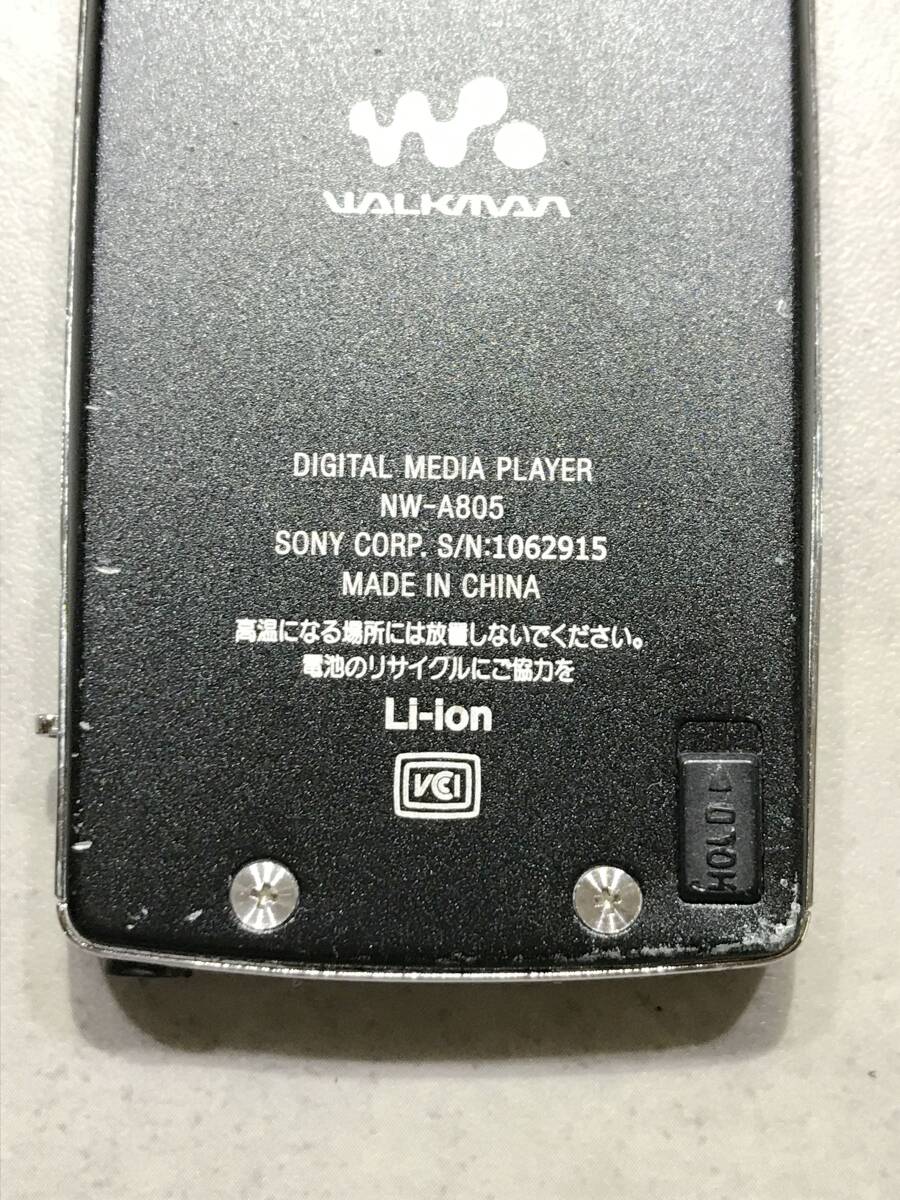 WALKMAN
DIGITAL MEDIA PLAYER
NW-A805
SONY CORP. S/N:1062915
MADE IN CHINA
高温になる場所には放置しないでください。
電池のリサイクルにご協力を
Li-ion
VCCI
HOLD